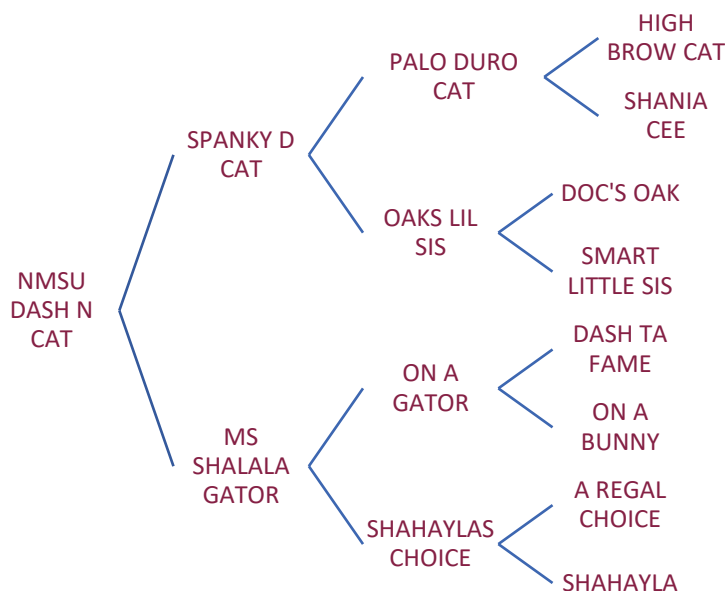 HIGH
BROW CAT
PALO DURO
CAT
SHANIA
CEE
SPANKY D
CAT
DOC'S OAK
OAKS LIL
SIS
SMART
LITTLE SIS
NMSU
DASH N
CAT
DASH TA
FAME
ON A
GATOR
ON A
BUNNY
MS
SHALALA
GATOR
A REGAL
CHOICE
SHAHAYLAS
CHOICE
SHAHAYLA